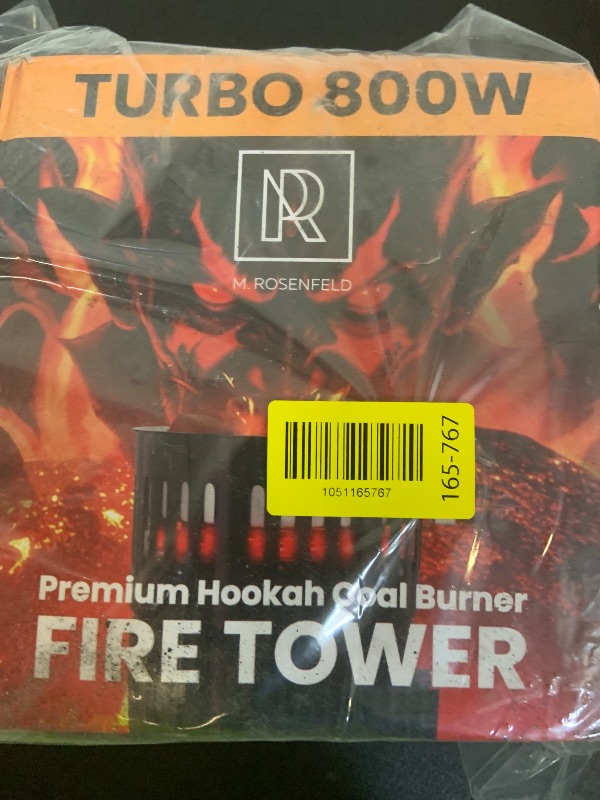 TURBO 800W
M. ROSENFELD
1051165767
165-767
Premium Hookah Coal Burner
FIRE TOWER